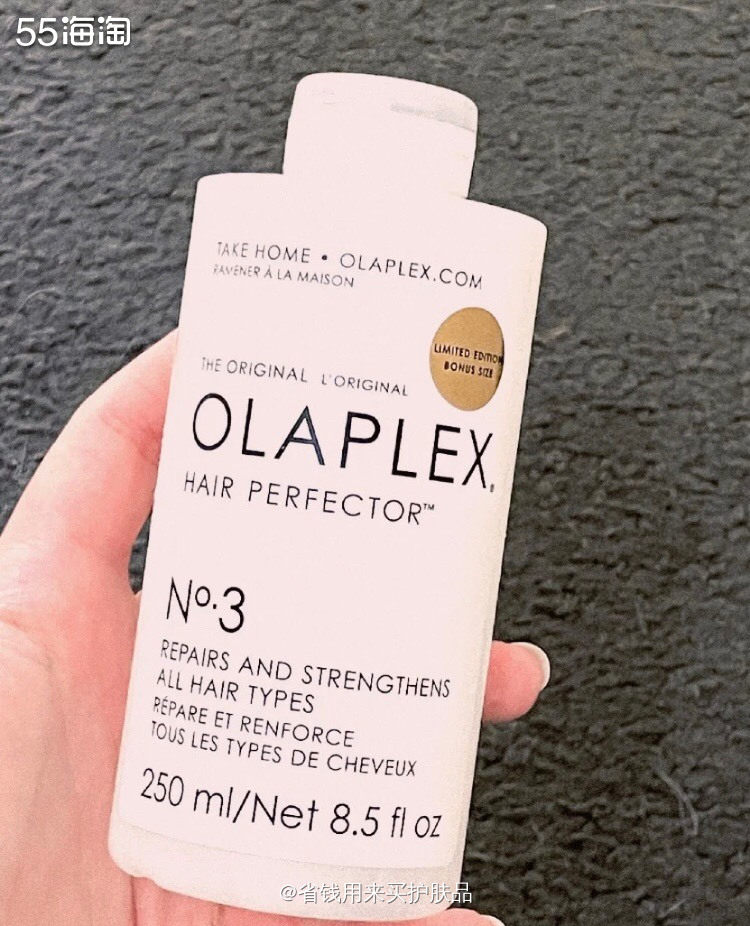 55海淘
TAKE HOME • OLAPLEX.COM
RAMENER À LA MAISON
LIMITED EDITION
BONUS SIZE
THE ORIGINAL L'ORIGINAL
OLAPLEX®
HAIR PERFECTOR™
Nº.3
REPAIRS AND STRENGTHENS
ALL HAIR TYPES
RÉPARE ET RENFORCE
TOUS LES TYPES DE CHEVEUX
250 ml/Net 8.5 fl oz
@省钱用来买护肤品